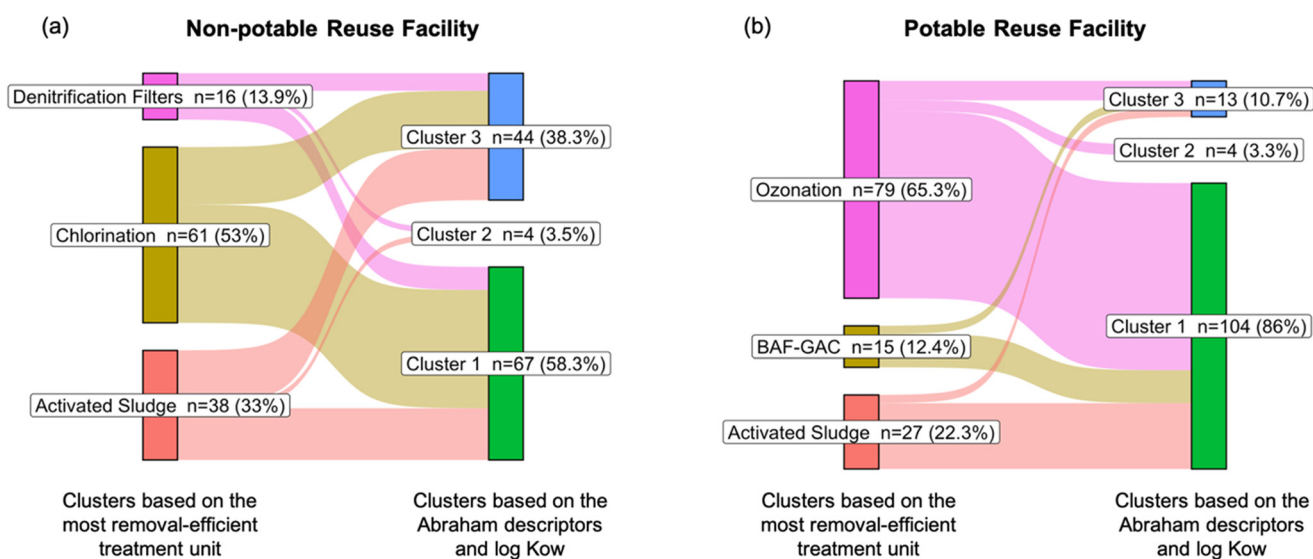 (a)
Non-potable Reuse Facility
Denitrification Filters n=16 (13.9%)
Chlorination n=61 (53%)
Activated Sludge n=38 (33%)
Cluster 3 n=44 (38.3%)
Cluster 2 n=4 (3.5%)
Cluster 1 n=67 (58.3%)
Clusters based on the
most removal-efficient
treatment unit
Clusters based on the
Abraham descriptors
and log Kow
(b)
Potable Reuse Facility
Ozonation n=79 (65.3%)
BAF-GAC n=15 (12.4%)
Activated Sludge n=27 (22.3%)
Cluster 3 n=13 (10.7%)
Cluster 2 n=4 (3.3%)
Cluster 1 n=104 (86%)
Clusters based on the
most removal-efficient
treatment unit
Clusters based on the
Abraham descriptors
and log Kow